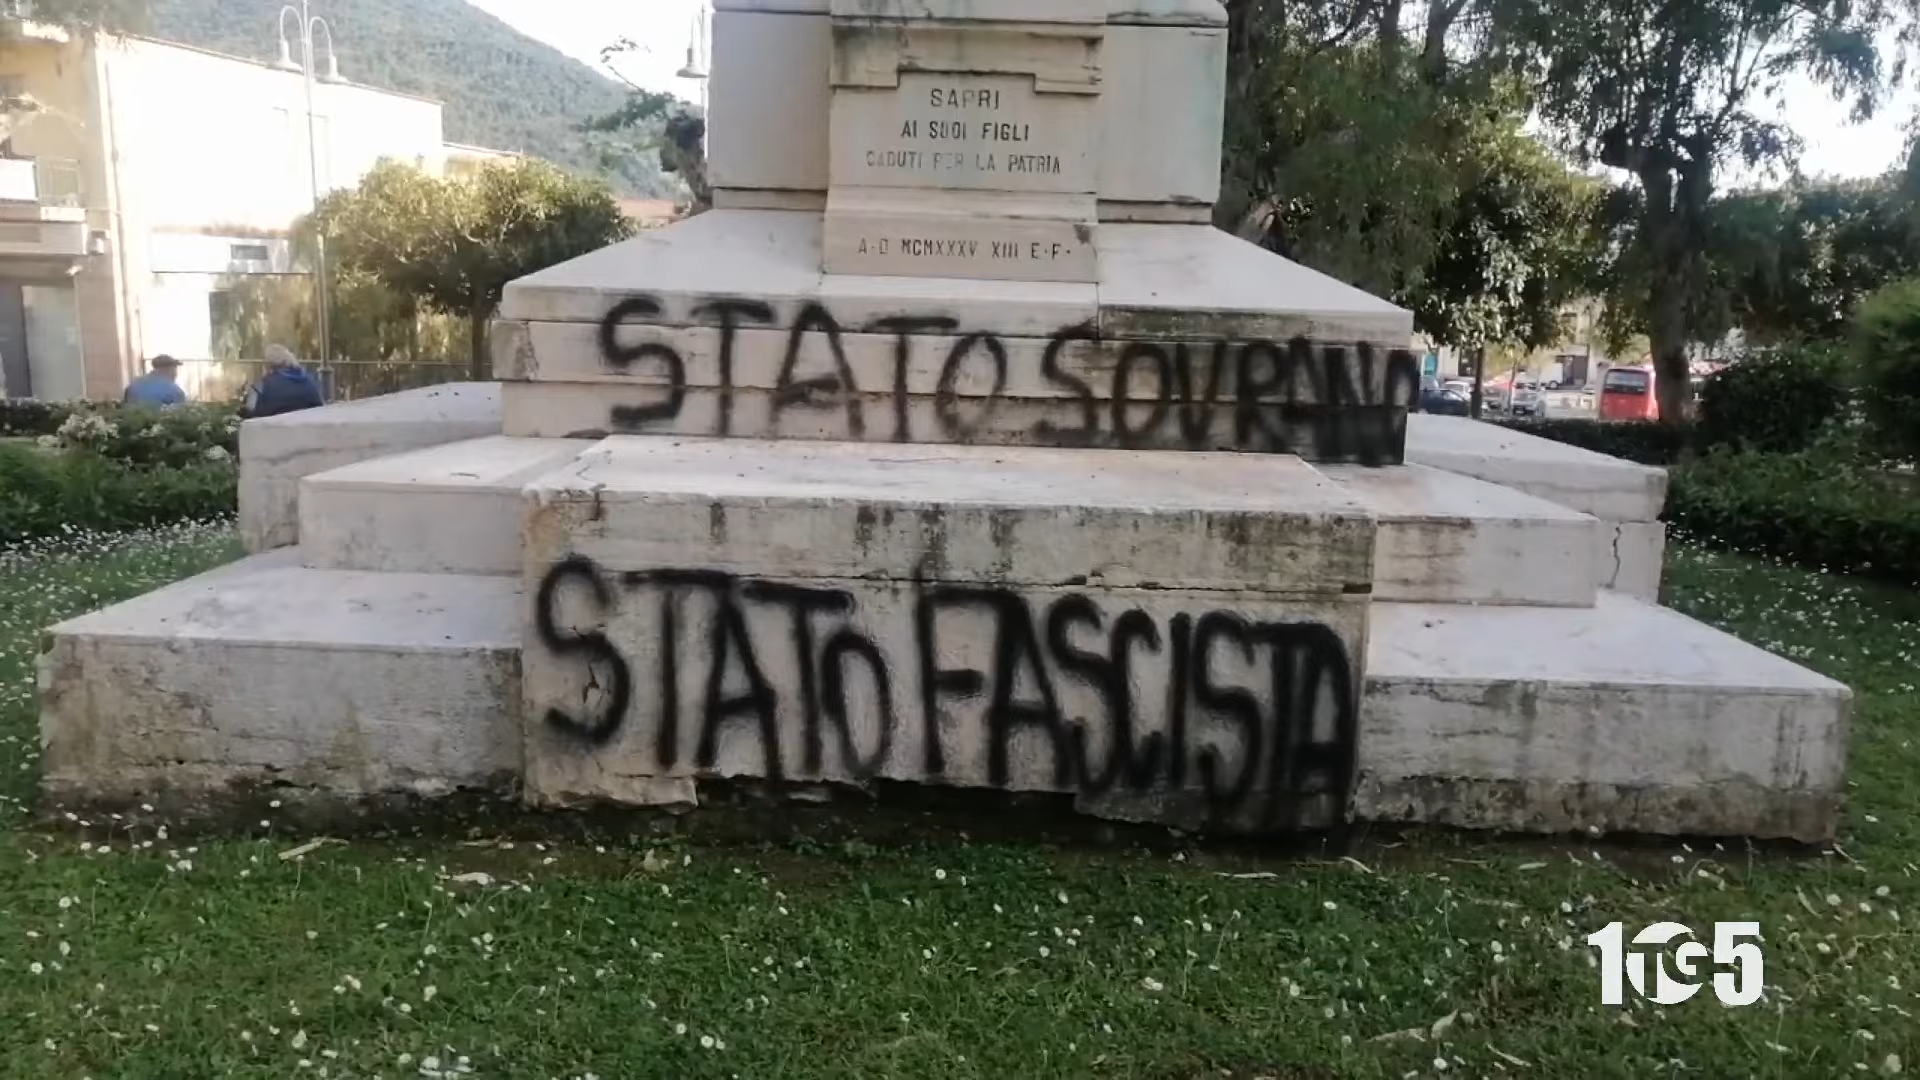 SAPRI
AI SUOI FIGLI
CADUTI PER LA PATRIA
A·D MCMXXXV XIII E·F·
STATO SOVRANO
STATO FASCISTA
1TG5